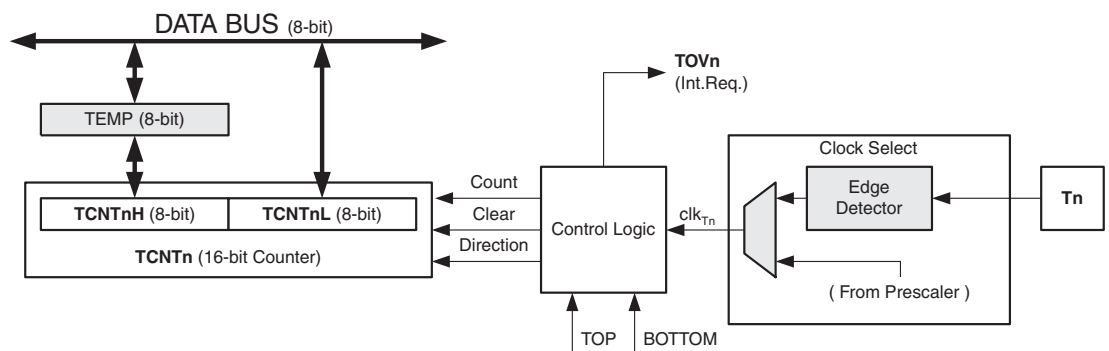 DATA BUS (8-bit)
TEMP (8-bit)
TCNTnH (8-bit)
TCNTnL (8-bit)
TCNTn (16-bit Counter)
Count
Clear
Direction
Control Logic
TOVn
(Int.Req.)
TOP
BOTTOM
clkTn
Clock Select
Edge
Detector
( From Prescaler )
Tn